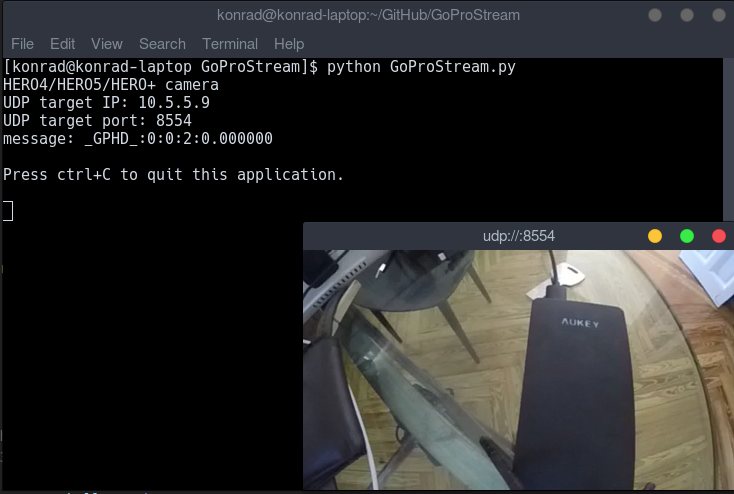 konrad@konrad-laptop:~/GitHub/GoProStream
File Edit View Search Terminal Help
[konrad@konrad-laptop GoProStream]$ python GoProStream.py
HERO4/HERO5/HERO+ camera
UDP target IP: 10.5.5.9
UDP target port: 8554
message: _GPHD_:0:0:2:0.000000
Press ctrl+C to quit this application.
udp://:8554
AUKEY